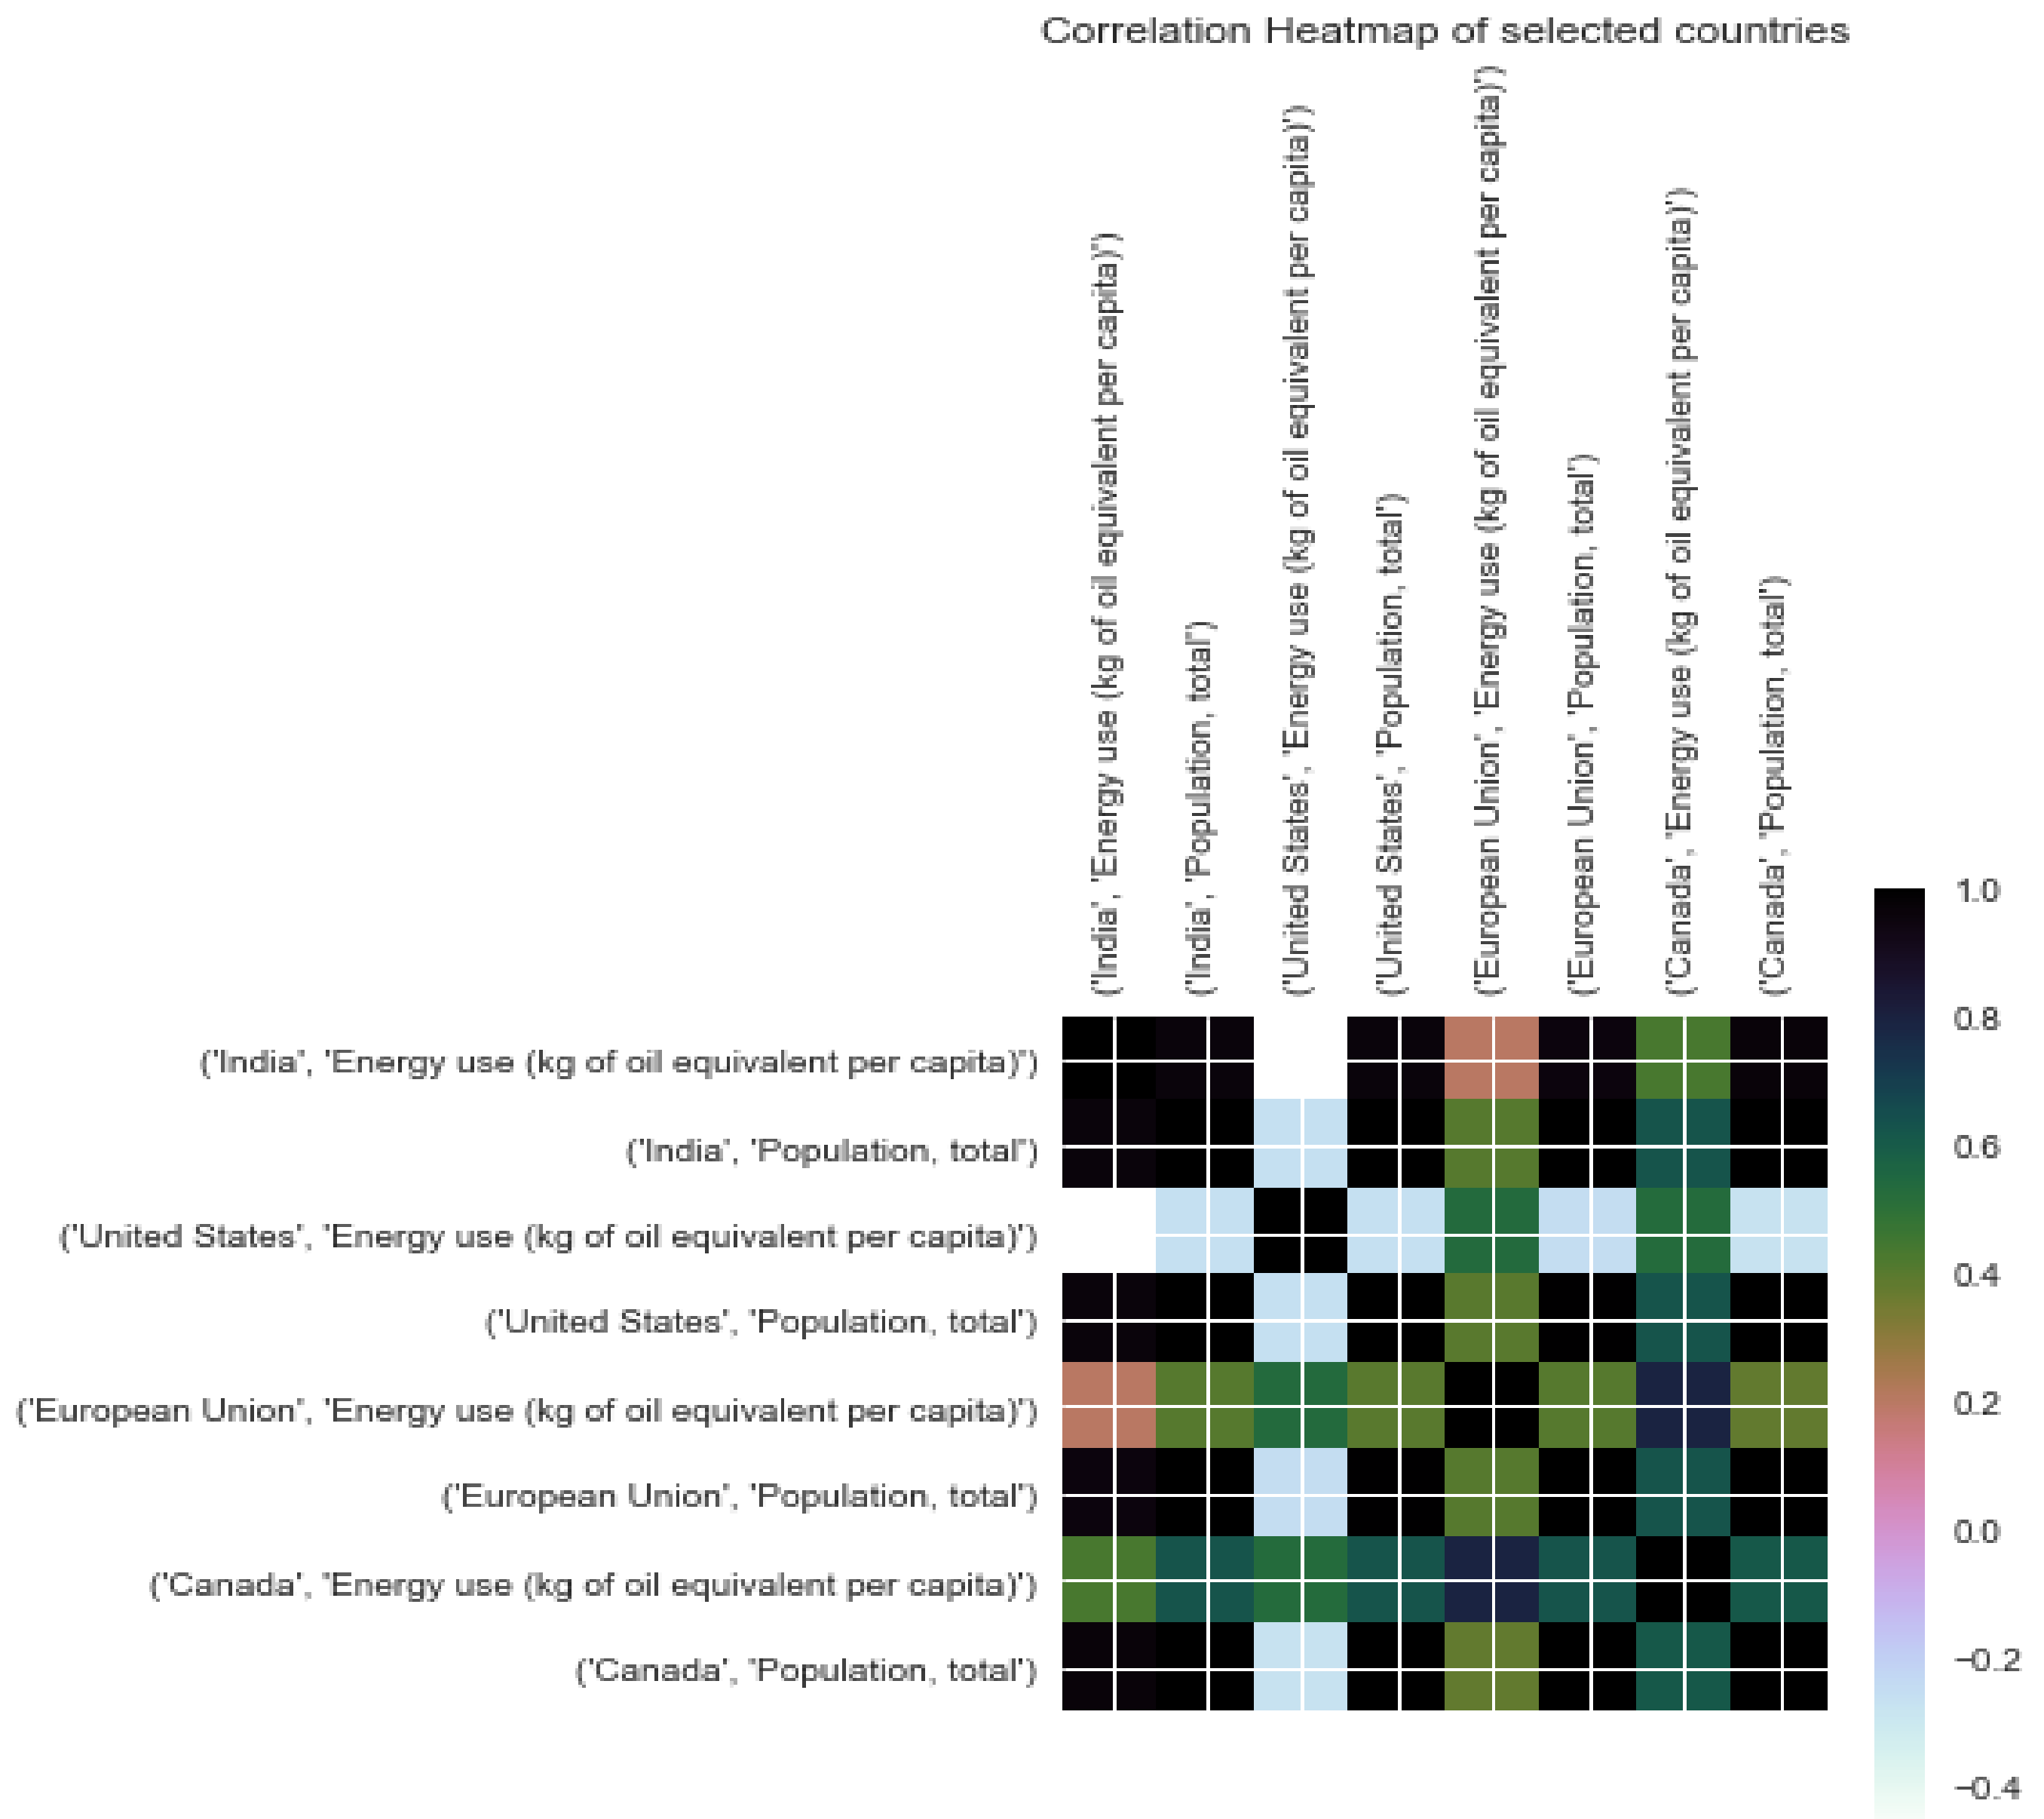 Correlation Heatmap of selected countries
('India', 'Energy use (kg of oil equivalent per capita)')
('India', 'Population, total')
('United States', 'Energy use (kg of oil equivalent per capita)')
('United States', 'Population, total')
('European Union', 'Energy use (kg of oil equivalent per capita)')
('European Union', 'Population, total')
('Canada', 'Energy use (kg of oil equivalent per capita)')
('Canada', 'Population, total')
('India', 'Energy use (kg of oil equivalent per capita)')
('India', 'Population, total')
('United States', 'Energy use (kg of oil equivalent per capita)')
('United States', 'Population, total')
('European Union', 'Energy use (kg of oil equivalent per capita)')
('European Union', 'Population, total')
('Canada', 'Energy use (kg of oil equivalent per capita)')
('Canada', 'Population, total')
1.0
0.8
0.6
0.4
0.2
0.0
−0.2
−0.4